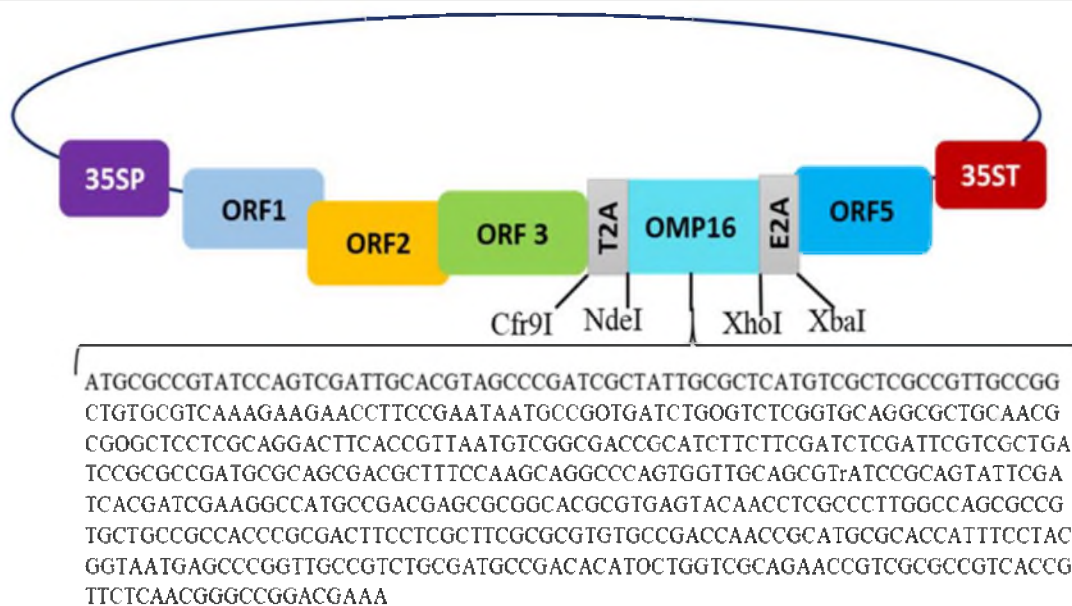 35SP
ORF1
ORF2
ORF 3
T2A
OMP16
E2A
ORF5
35ST
Cfr9I
NdeI
XhoI
XbaI
ATGCGCCGTATCCAGTCGATTGCACGTAGCCCGATCGCTATTGCGCTCATGTCGCTCGCCGTTGCCGG
CTGTGCGTCAAAGAAGAACCTTCCGAATAATGCCGOTGATCTGOGTCTCGGTGCAGGCGCTGCAACG
CGOGCTCCTCGCAGGACTTCACCGTTAATGTCGGCGACCGCATCTTCTTCGATCTCGATTCGTCGCTGA
TCCGCGCCGATGCGCAGCGACGCTTTCCAAGCAGGCCCAGTGGTTGCAGCGTrATCCGCAGTATTCGA
TCACGATCGAAGGCCATGCCGACGAGCGCGGCACGCGTGAGTACAACCTCGCCCTTGGCCAGCGCCG
TGCTGCCGCCACCCGCGACTTCCTCGCTTCGCGCGTGTGCCGACCAACCGCATGCGCACCATTTCCTAC
GGTAATGAGCCCGGTTGCCGTCTGCGATGCCGACACATOCTGGTCGCAGAACCGTCGCGCCGTCACCG
TTCTCAACGGGCCGGACGAAA